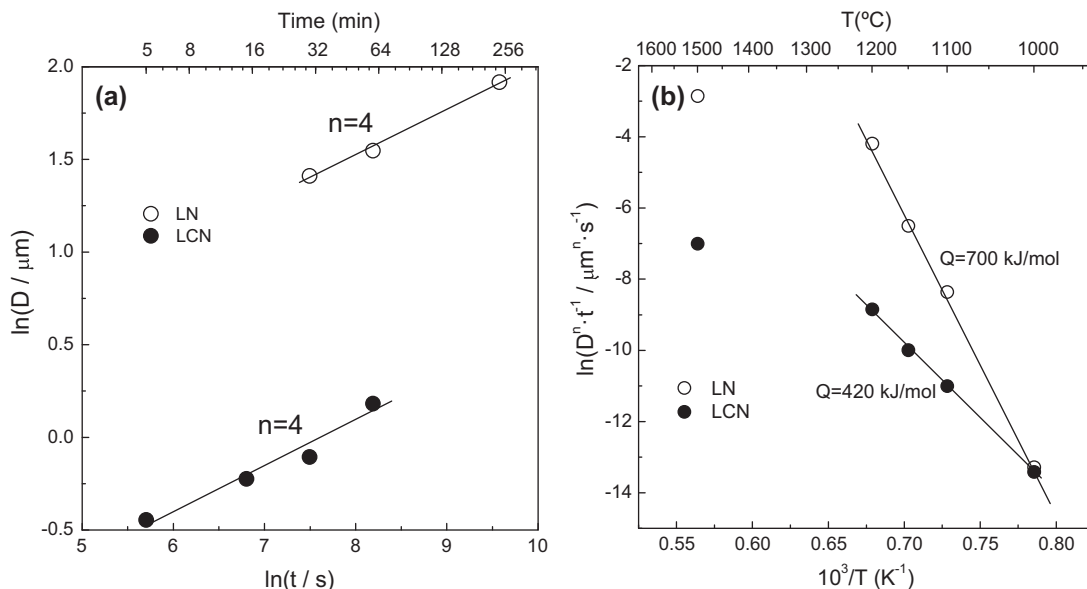 Time (min)
5 8 16 32 64 128 256
(a)
2.0
1.5
1.0
0.5
0.0
-0.5
ln(D / μm)
n=4
LN
LCN
n=4
5 6 7 8 9 10
ln(t / s)
T(ºC)
1600 1500 1400 1300 1200 1100 1000
(b)
-2
-4
-6
-8
-10
-12
-14
ln(Dⁿ·t⁻¹ / μmⁿ·s⁻¹)
Q=700 kJ/mol
LN
LCN
Q=420 kJ/mol
0.55 0.60 0.65 0.70 0.75 0.80
10³/T (K⁻¹)